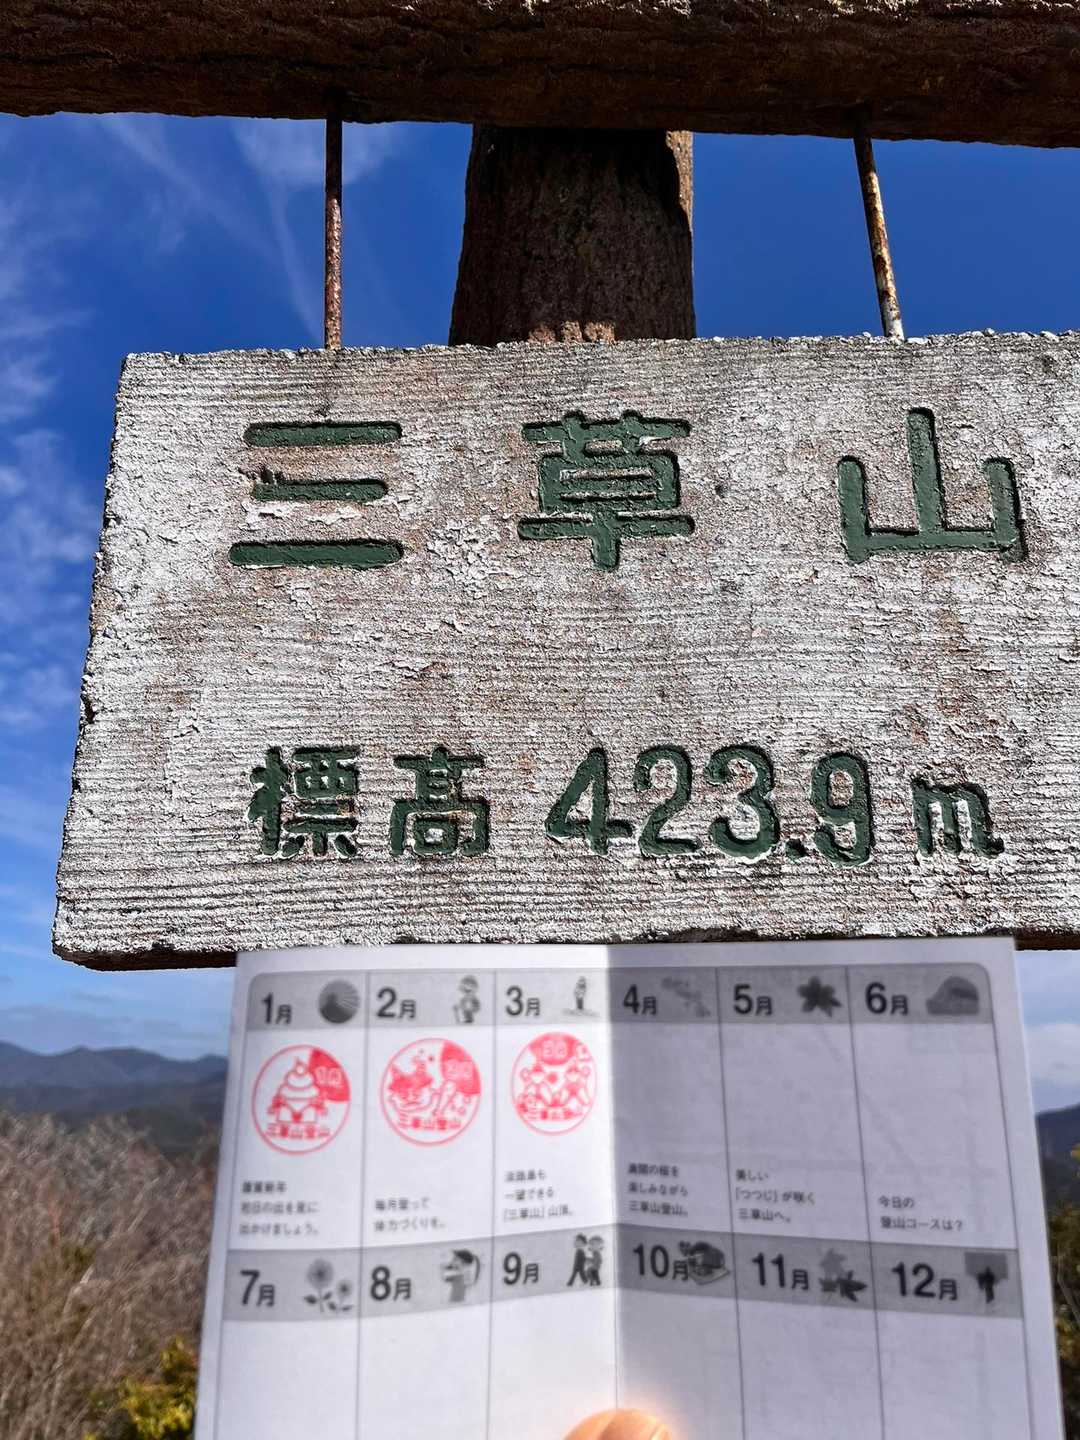 三草山
標高 423.9m
1月 2月 3月 4月 5月 6月
三草山登山 三草山登山 三草山登山
謹賀新年
初日の出を見に
出かけましょう。
毎月登って
体力づくりを。
淡路島も
一望できる
「三草山」山頂。
満開の桜を
楽しみながら
三草山登山。
美しい
「つつじ」が咲く
三草山へ。
今日の
登山コースは?
7月 8月 9月 10月 11月 12月